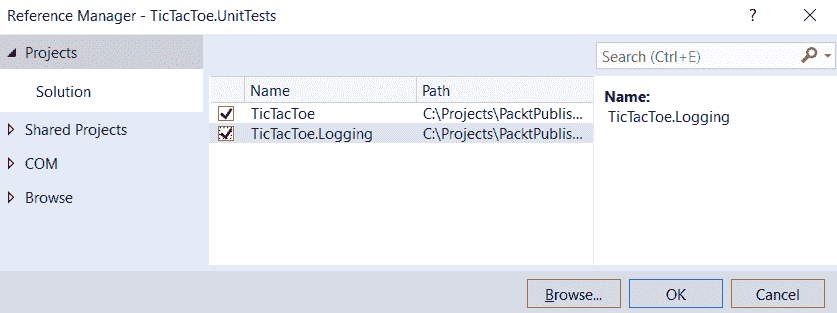 Reference Manager - TicTacToe.UnitTests
?
Projects
Solution
Shared Projects
COM
Browse
Name Path
TicTacToe C:\Projects\PacktPublis...
TicTacToe.Logging C:\Projects\PacktPublis...
Search (Ctrl+E)
Name:
TicTacToe.Logging
Browse... OK Cancel